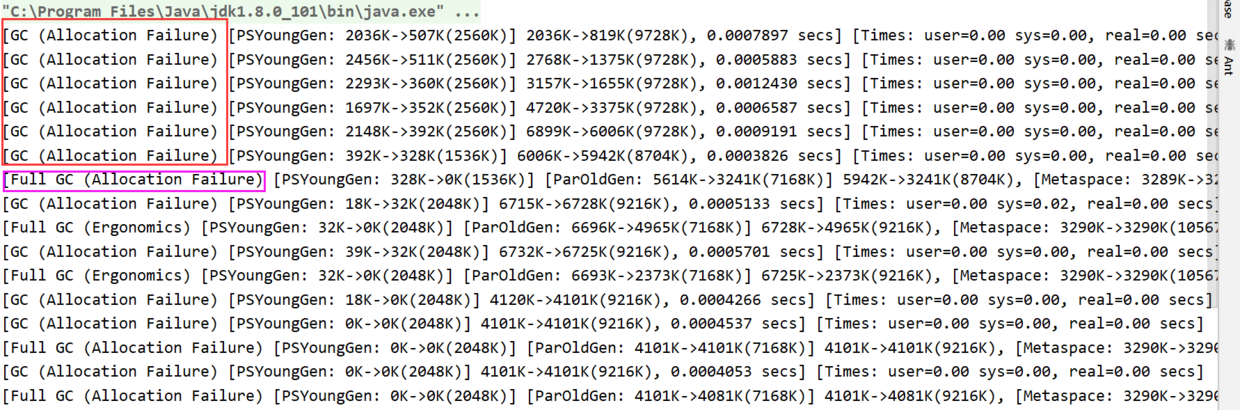 "C:\Program Files\Java\jdk1.8.0_101\bin\java.exe" ...
[GC (Allocation Failure) [PSYoungGen: 2036K->507K(2560K)] 2036K->819K(9728K), 0.0007897 secs] [Times: user=0.00 sys=0.00, real=0.00 sec
[GC (Allocation Failure) [PSYoungGen: 2456K->511K(2560K)] 2768K->1375K(9728K), 0.0005883 secs] [Times: user=0.00 sys=0.00, real=0.00 se
[GC (Allocation Failure) [PSYoungGen: 2293K->360K(2560K)] 3157K->1655K(9728K), 0.0012430 secs] [Times: user=0.00 sys=0.00, real=0.00 se
[GC (Allocation Failure) [PSYoungGen: 1697K->352K(2560K)] 4720K->3375K(9728K), 0.0006587 secs] [Times: user=0.00 sys=0.00, real=0.00 se
[GC (Allocation Failure) [PSYoungGen: 2148K->392K(2560K)] 6899K->6006K(9728K), 0.0009191 secs] [Times: user=0.00 sys=0.00, real=0.00 se
[GC (Allocation Failure) [PSYoungGen: 392K->328K(1536K)] 6006K->5942K(8704K), 0.0003826 secs] [Times: user=0.00 sys=0.00, real=0.00 sec
[Full GC (Allocation Failure) [PSYoungGen: 328K->0K(1536K)] [ParOldGen: 5614K->3241K(7168K)] 5942K->3241K(8704K), [Metaspace: 3289K->32
[GC (Allocation Failure) [PSYoungGen: 18K->32K(2048K)] 6715K->6728K(9216K), 0.0005133 secs] [Times: user=0.00 sys=0.02, real=0.00 secs]
[Full GC (Ergonomics) [PSYoungGen: 32K->0K(2048K)] [ParOldGen: 6696K->4965K(7168K)] 6728K->4965K(9216K), [Metaspace: 3290K->3290K(10567
[GC (Allocation Failure) [PSYoungGen: 39K->32K(2048K)] 6732K->6725K(9216K), 0.0005701 secs] [Times: user=0.00 sys=0.00, real=0.00 secs]
[Full GC (Ergonomics) [PSYoungGen: 32K->0K(2048K)] [ParOldGen: 6693K->2373K(7168K)] 6725K->2373K(9216K), [Metaspace: 3290K->3290K(10567
[GC (Allocation Failure) [PSYoungGen: 18K->0K(2048K)] 4120K->4101K(9216K), 0.0004266 secs] [Times: user=0.00 sys=0.00, real=0.00 secs]
[GC (Allocation Failure) [PSYoungGen: 0K->0K(2048K)] 4101K->4101K(9216K), 0.0004537 secs] [Times: user=0.00 sys=0.00, real=0.00 secs]
[Full GC (Allocation Failure) [PSYoungGen: 0K->0K(2048K)] [ParOldGen: 4101K->4101K(7168K)] 4101K->4101K(9216K), [Metaspace: 3290K->3290
[GC (Allocation Failure) [PSYoungGen: 0K->0K(2048K)] 4101K->4101K(9216K), 0.0004053 secs] [Times: user=0.00 sys=0.00, real=0.00 secs]
[Full GC (Allocation Failure) [PSYoungGen: 0K->0K(2048K)] [ParOldGen: 4101K->4081K(7168K)] 4101K->4081K(9216K), [Metaspace: 3290K->3290
ase
Ant